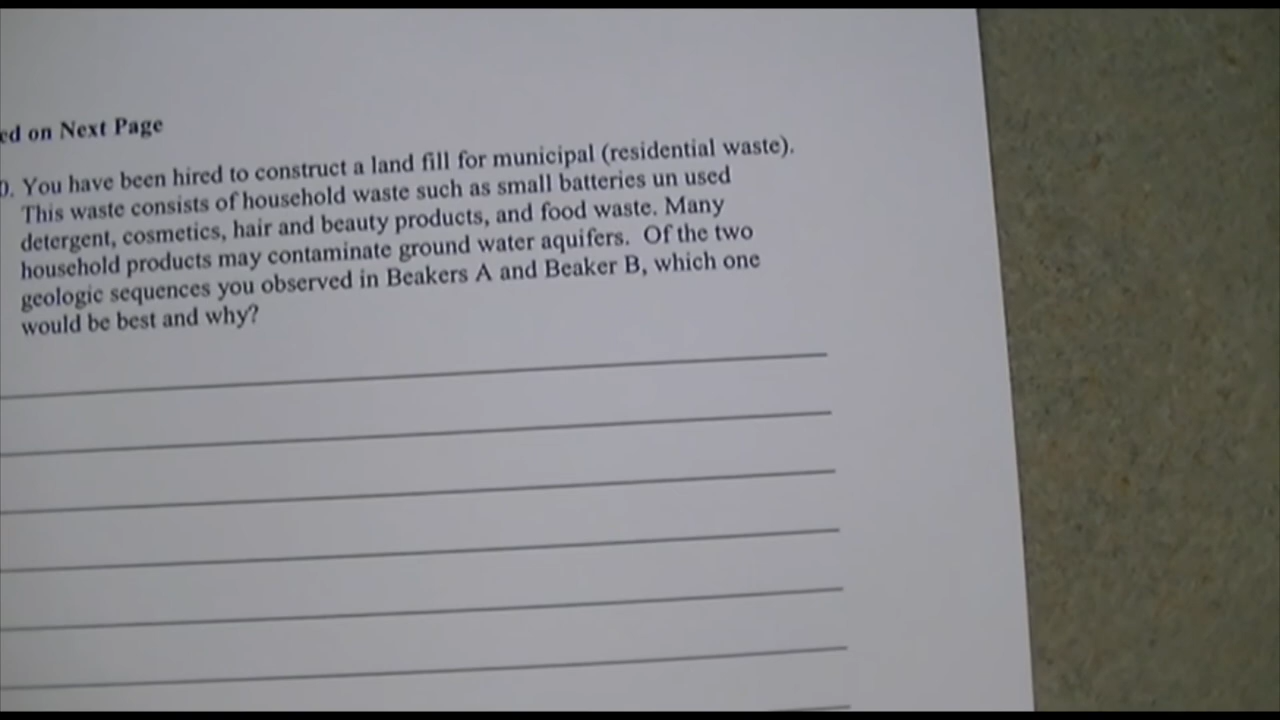 ed on Next Page
0. You have been hired to construct a land fill for municipal (residential waste).
This waste consists of household waste such as small batteries un used
detergent, cosmetics, hair and beauty products, and food waste. Many
household products may contaminate ground water aquifers. Of the two
geologic sequences you observed in Beakers A and Beaker B, which one
would be best and why?